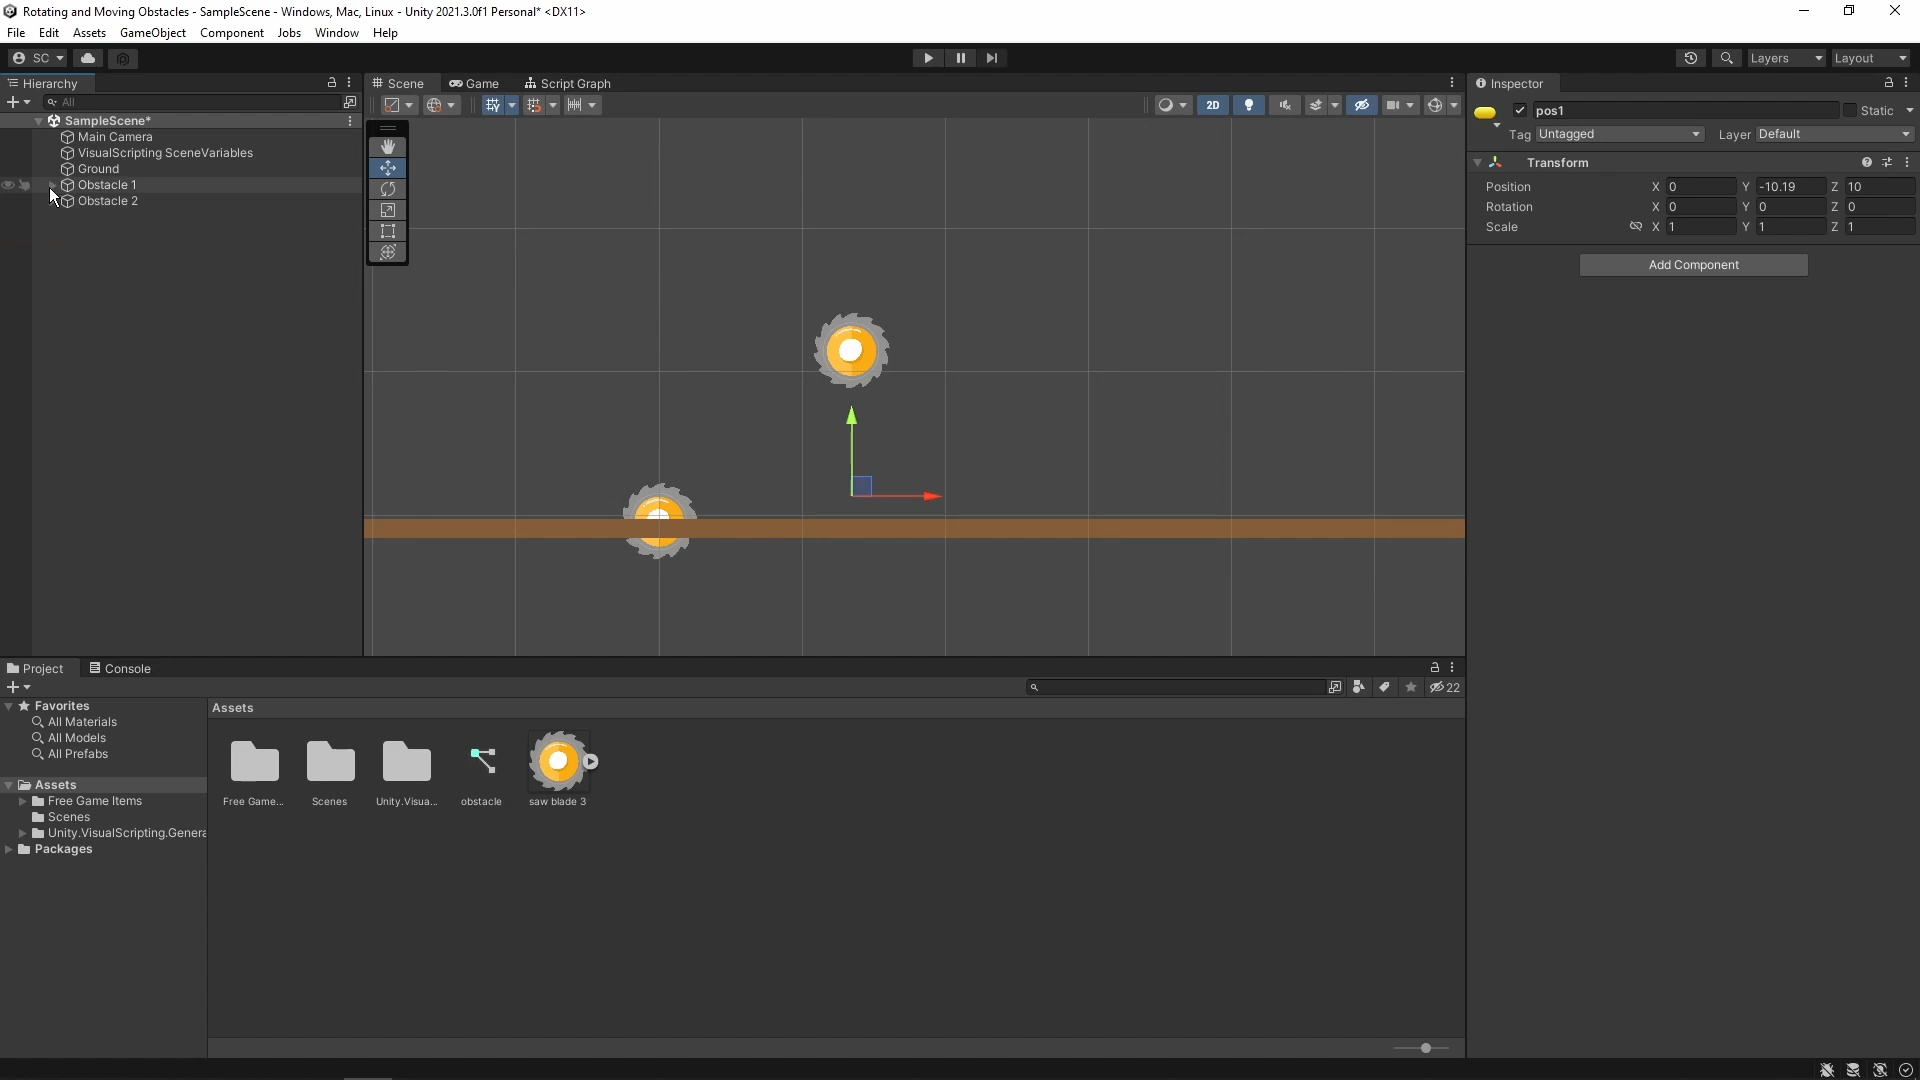 Rotating and Moving Obstacles - SampleScene - Windows, Mac, Linux - Unity 2021.3.0f1 Personal* <DX11>
File Edit Assets GameObject Component Jobs Window Help
SC Layers Layout
Hierarchy
All
SampleScene*
Main Camera
VisualScripting SceneVariables
Ground
Obstacle 1
Obstacle 2
Scene Game Script Graph
2D
Inspector
pos1 Static
Tag Untagged Layer Default
Transform
Position X 0 Y -10.19 Z 10
Rotation X 0 Y 0 Z 0
Scale X 1 Y 1 Z 1
Add Component
Project Console
22
Favorites
All Materials
All Models
All Prefabs
Assets
Free Game Items
Scenes
Unity.VisualScripting.Genera
Packages
Assets
Free Game... Scenes Unity.Visua... obstacle saw blade 3